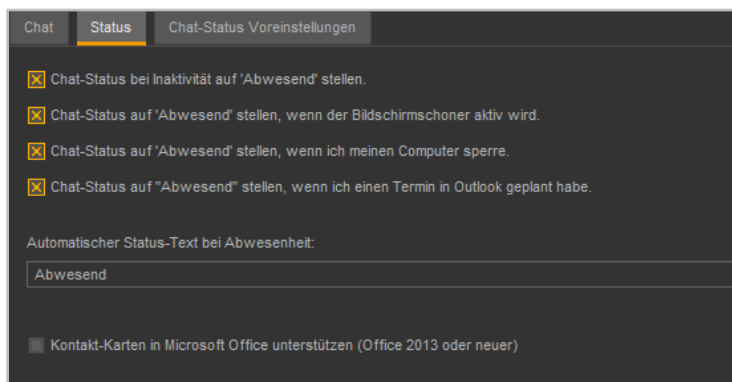 Chat Status Chat-Status Voreinstellungen
Chat-Status bei Inaktivität auf 'Abwesend' stellen.
Chat-Status auf 'Abwesend' stellen, wenn der Bildschirmschoner aktiv wird.
Chat-Status auf 'Abwesend' stellen, wenn ich meinen Computer sperre.
Chat-Status auf "Abwesend" stellen, wenn ich einen Termin in Outlook geplant habe.
Automatischer Status-Text bei Abwesenheit:
Abwesend
Kontakt-Karten in Microsoft Office unterstützen (Office 2013 oder neuer)